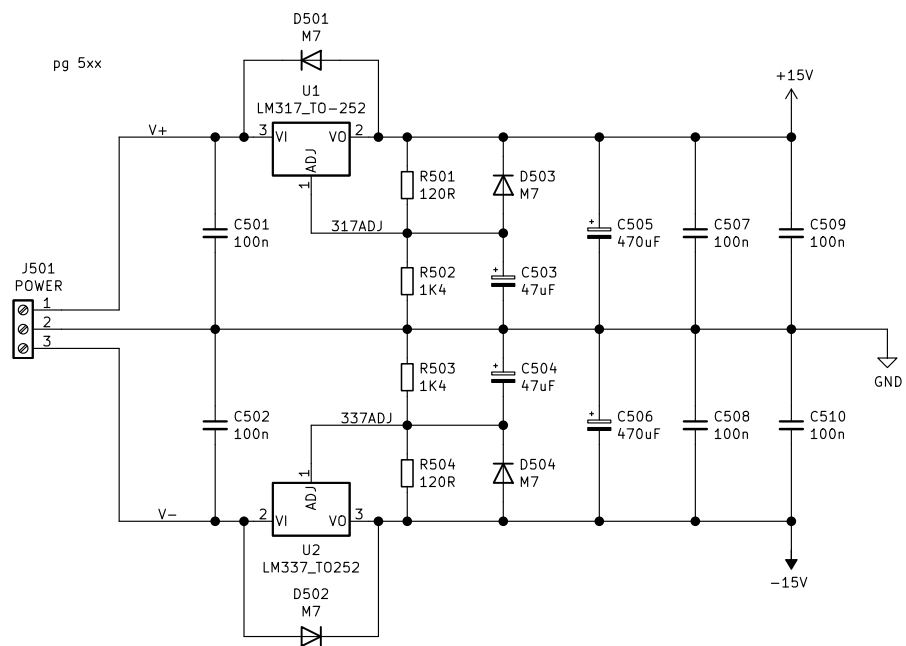 pg 5xx
D501
M7
U1
LM317_TO-252
+15V
V+
3
VI
VO
2
ADJ
1
R501
120R
D503
M7
317ADJ
C501
100n
C505
470uF
C507
100n
C509
100n
R502
1K4
C503
47uF
J501
POWER
1
2
3
GND
R503
1K4
C504
47uF
C502
100n
337ADJ
C506
470uF
C508
100n
C510
100n
1
ADJ
R504
120R
D504
M7
V-
2
VI
VO
3
U2
LM337_TO252
-15V
D502
M7